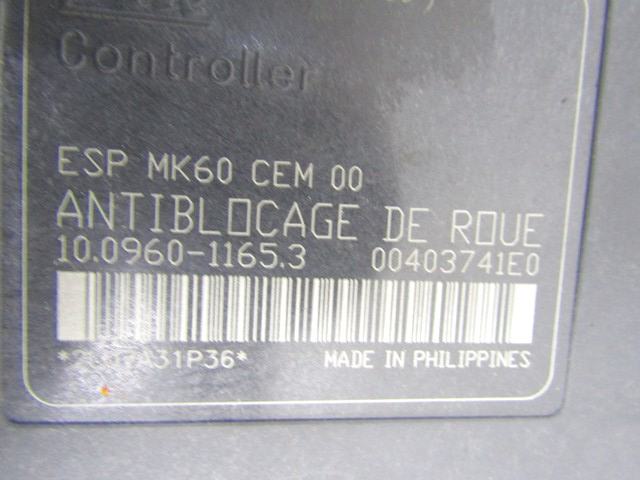 Controller
ESP MK60 CEM 00
ANTIBLOCAGE DE ROUE
10.0960-1165.3 00403741E0
MADE IN PHILIPPINES